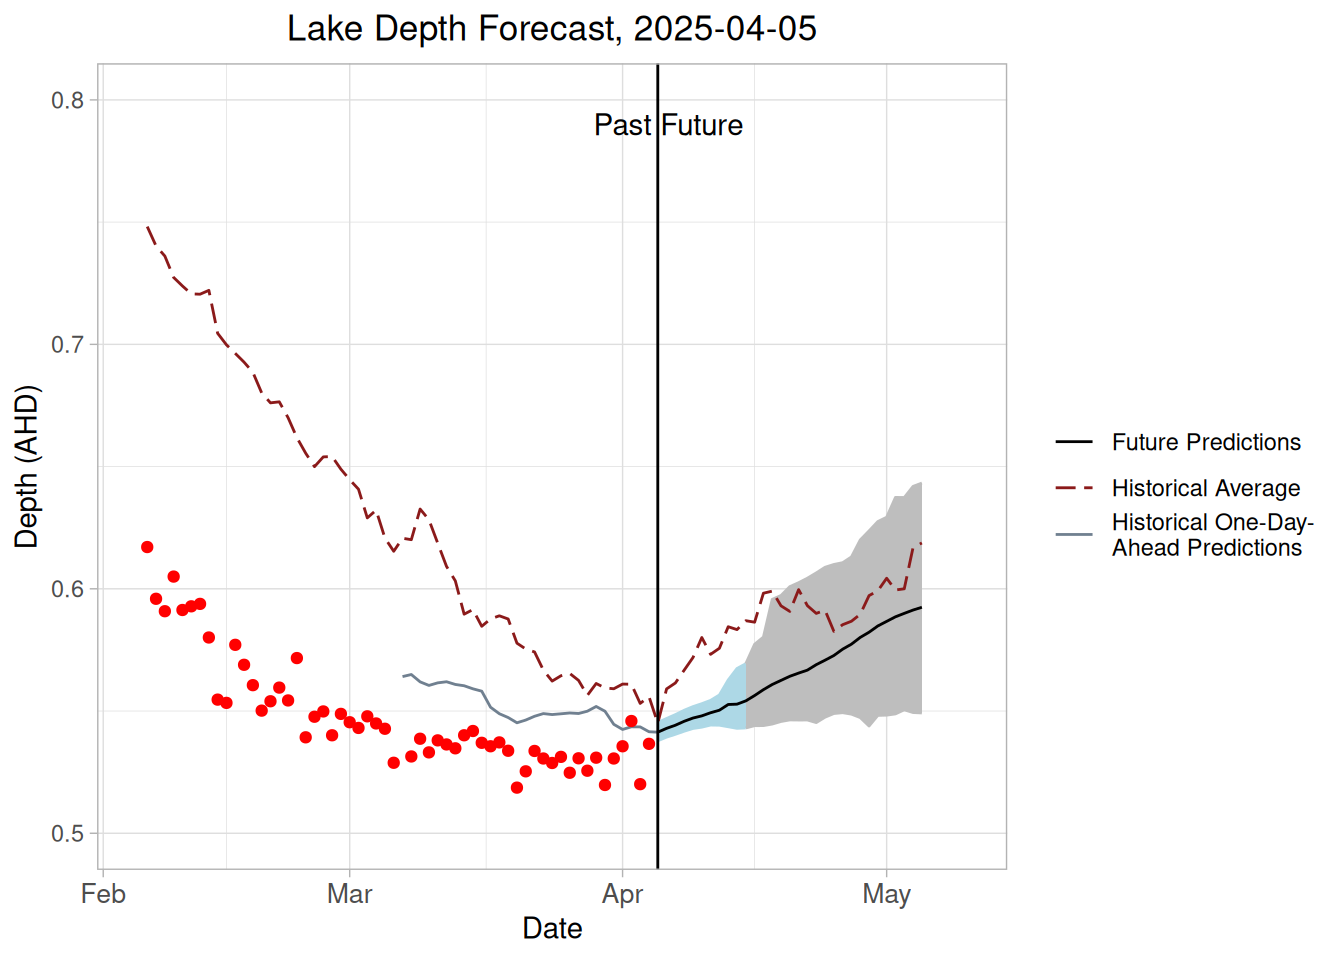 Lake Depth Forecast, 2025-04-05
0.8
Past Future
0.7
0.6
0.5
Depth (AHD)
Feb
Mar
Apr
May
Date
Future Predictions
Historical Average
Historical One-Day-
Ahead Predictions